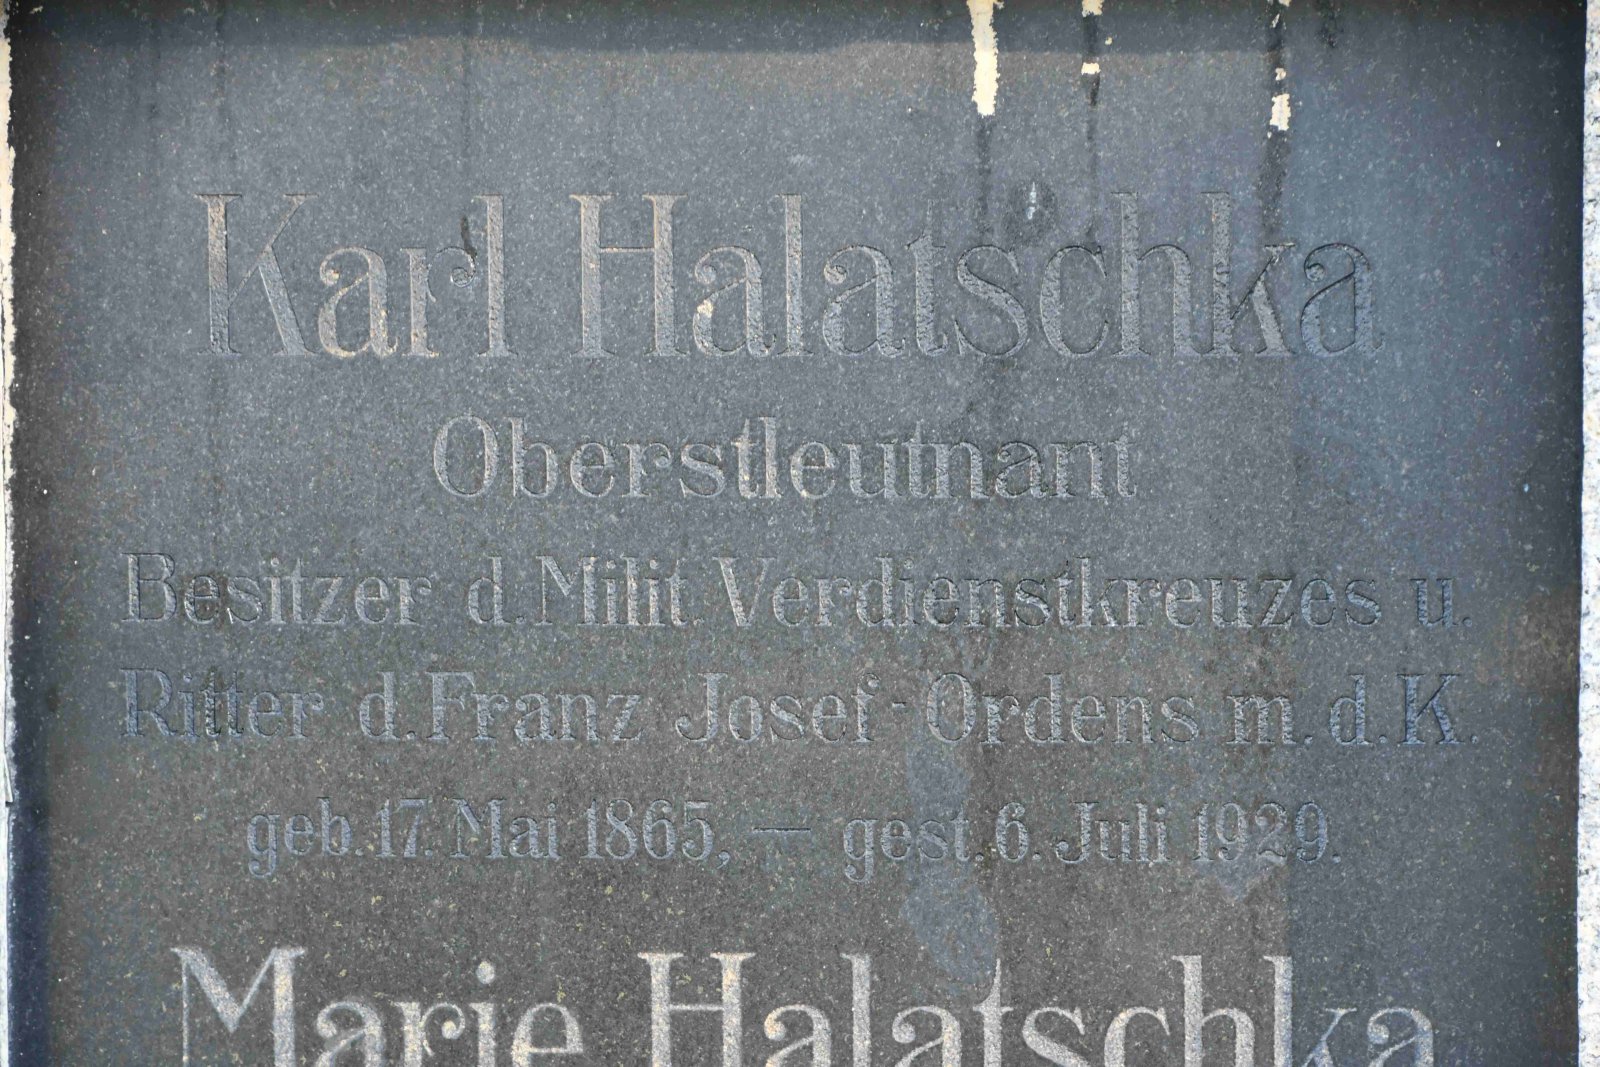 Karl Halatschka
Oberstleutnant
Besitzer d. Milit. Verdienstkreuzes u.
Ritter d. Franz Josef-Ordens m. d. K.
geb. 17. Mai 1865, — gest. 6. Juli 1929.
Marie Halatschka